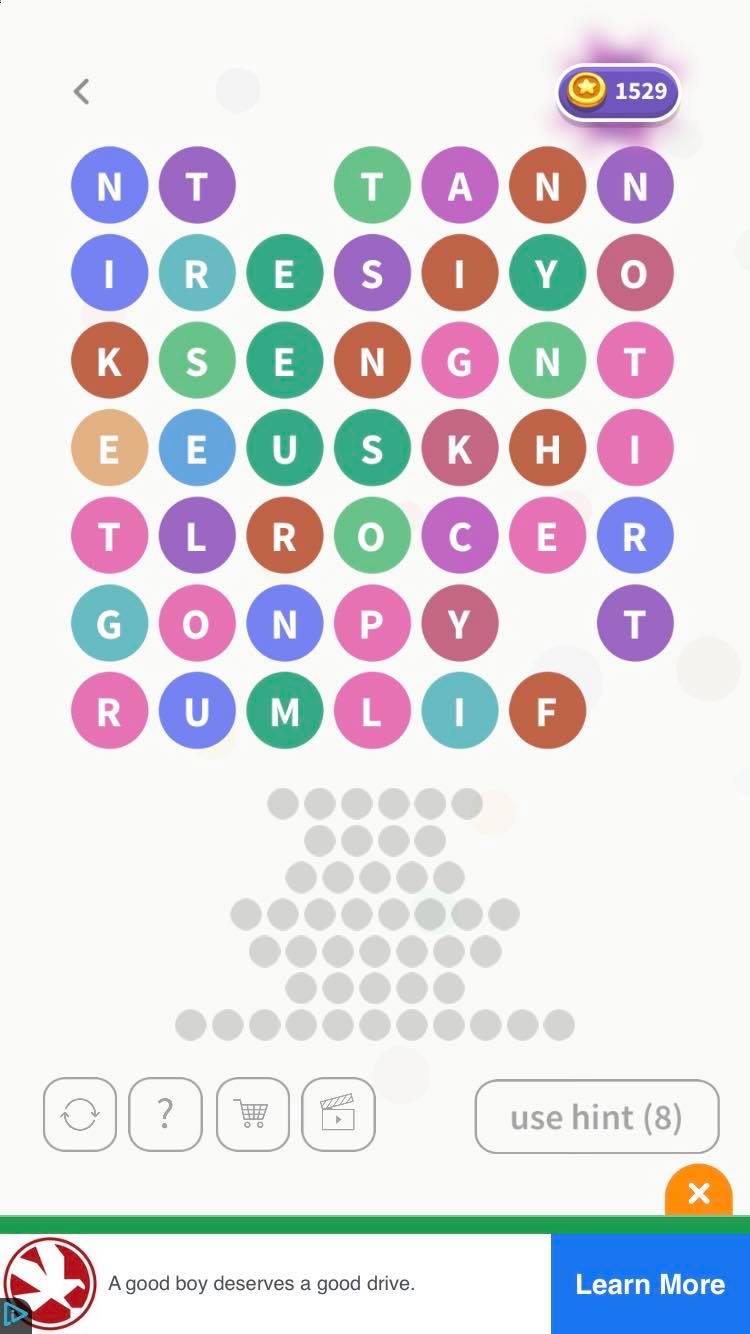 1529
N T T A N N
I R E S I Y O
K S E N G N T
E E U S K H I
T L R O C E R
G O N P Y T
R U M L I F
?
use hint (8)
A good boy deserves a good drive.
Learn More